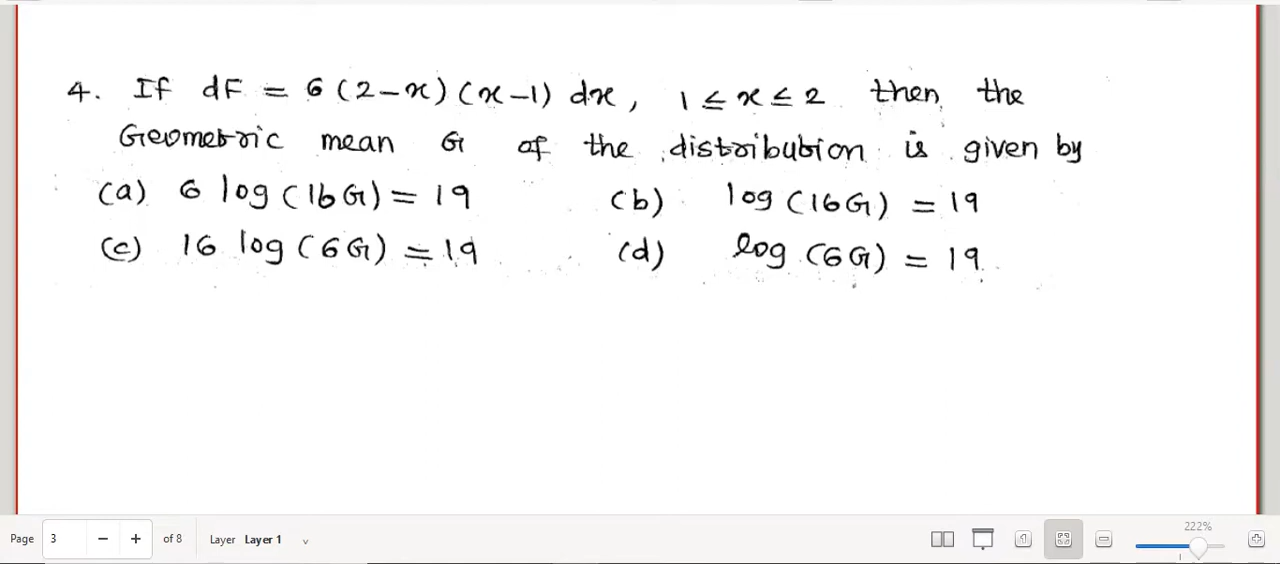 4. If dF = 6 (2-x) (x-1) dx, 1 ≤ x ≤ 2 then the
Geometric mean G of the distribution is given by
(a) 6 log (16G) = 19 (b) log (16G) = 19
(c) 16 log (6G) = 19 (d) log (6G) = 19
Page 3 - + of 8 Layer Layer 1 222%